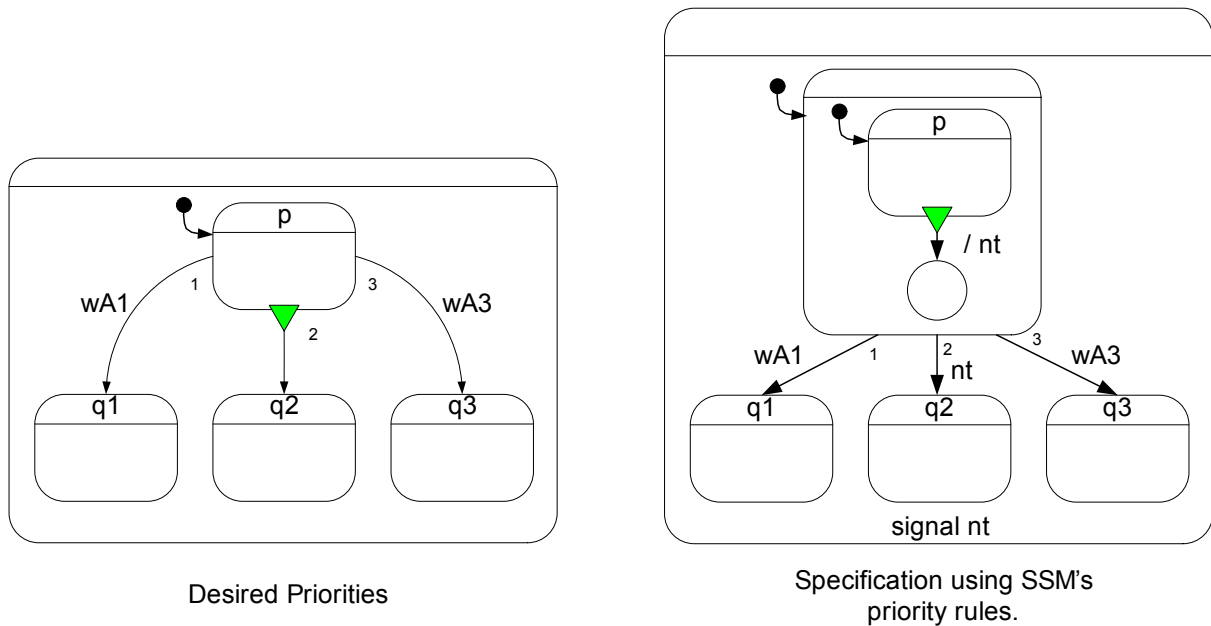 p
1
3
wA1
wA3
2
q1
q2
q3
Desired Priorities
p
/ nt
wA1
1
2
3
wA3
nt
q1
q2
q3
signal nt
Specification using SSM's
priority rules.